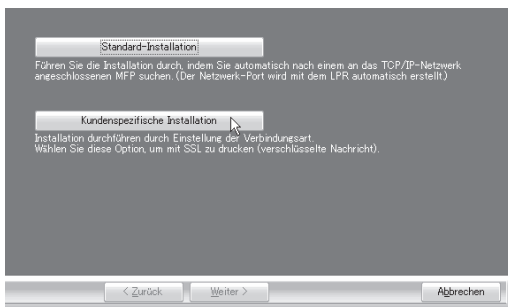 Standard-Installation
Führen Sie die Installation durch, indem Sie automatisch nach einem an das TCP/IP-Netzwerk
angeschlossenen MFP suchen. (Der Netzwerk-Port wird mit dem LPR automatisch erstellt.)
Kundenspezifische Installation
Installation durchführen durch Einstellung der Verbindungsart.
Wählen Sie diese Option, um mit SSL zu drucken (verschlüsselte Nachricht).
< Zurück Weiter > Abbrechen